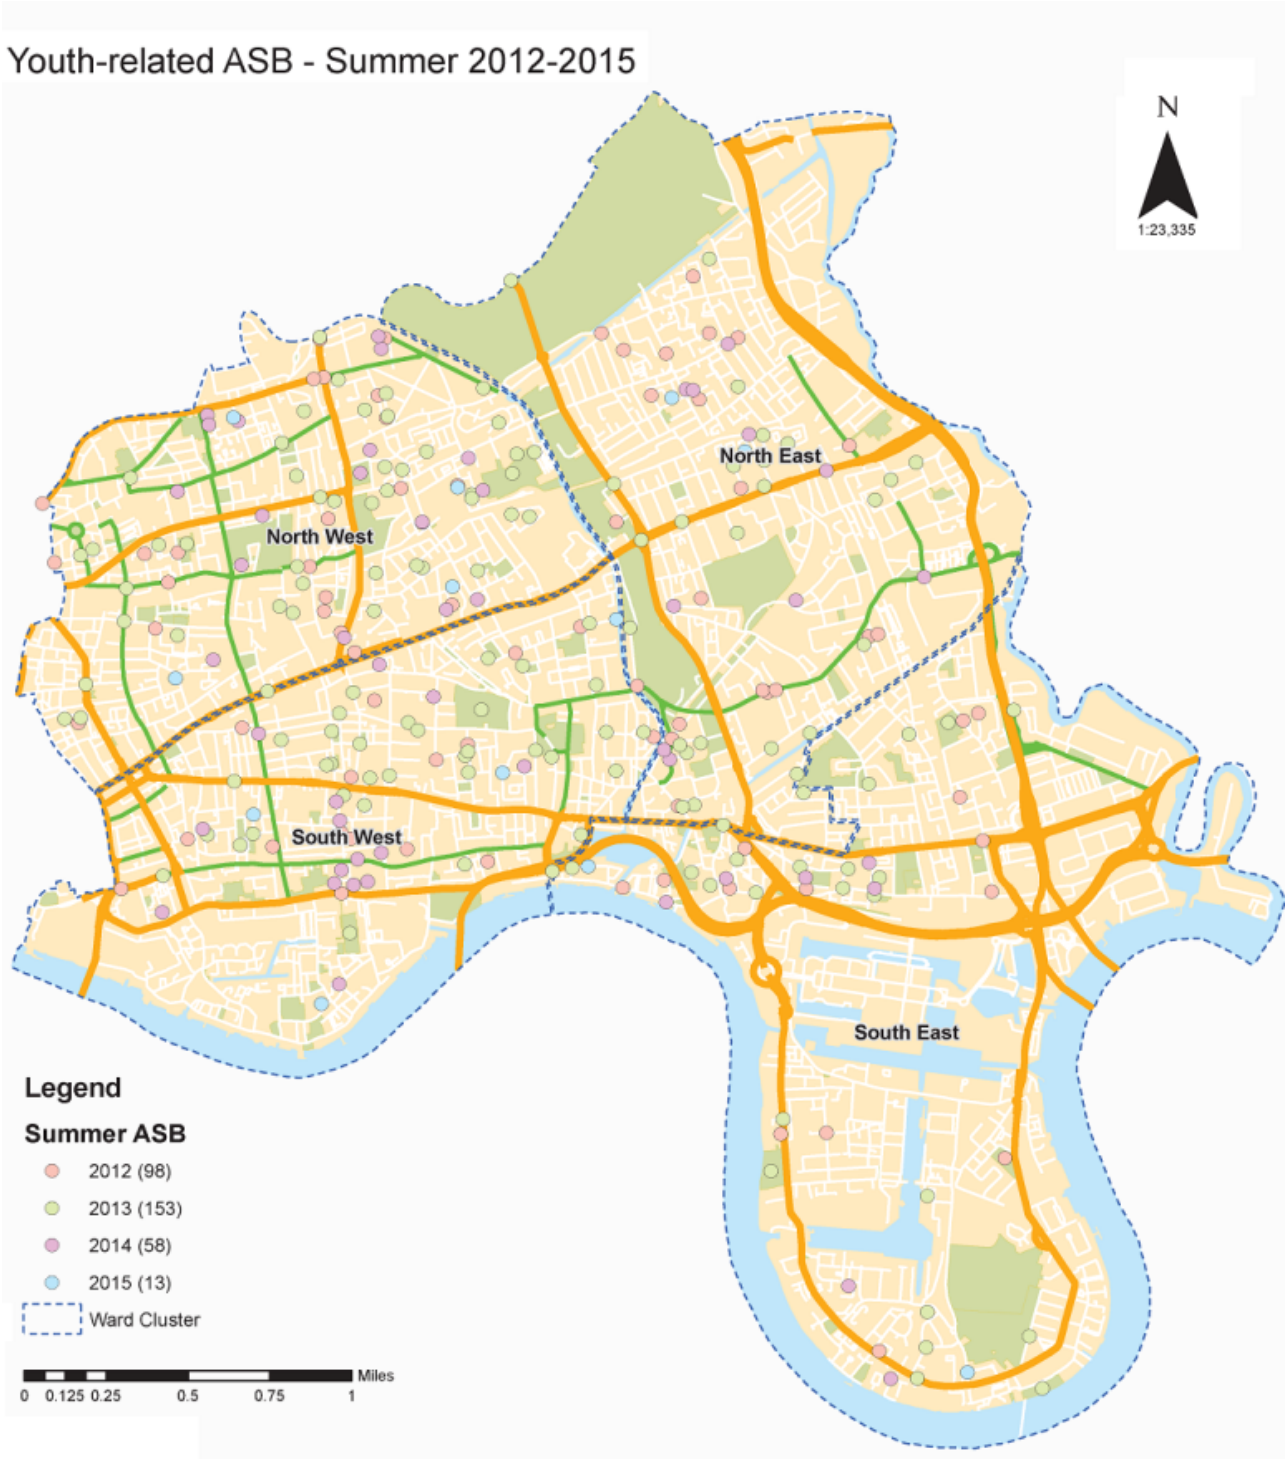 Youth-related ASB - Summer 2012-2015
N
1:23,335
North East
North West
South West
South East
Legend
Summer ASB
2012 (98)
2013 (153)
2014 (58)
2015 (13)
Ward Cluster
Miles
0 0.125 0.25 0.5 0.75 1